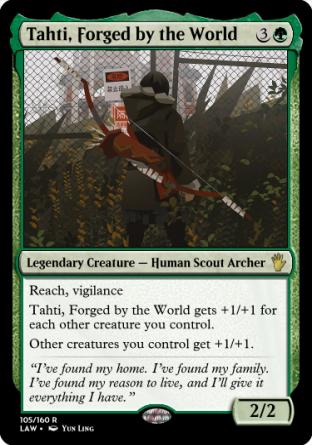 Tahti, Forged by the World 3
Legendary Creature — Human Scout Archer
Reach, vigilance
Tahti, Forged by the World gets +1/+1 for
each other creature you control.
Other creatures you control get +1/+1.
"I've found my home. I've found my family.
I've found my reason to live, and I'll give it
everything I have."
2/2
105/160 R
LAW • Yun Ling